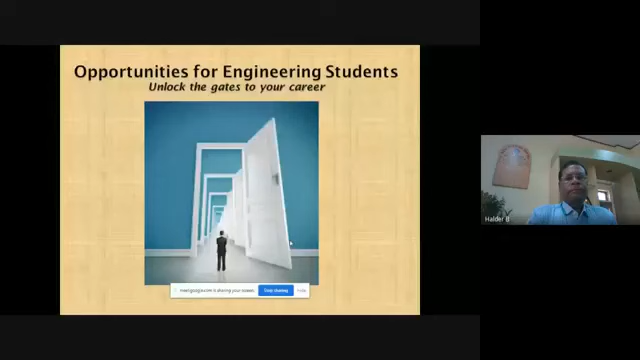 Opportunities for Engineering Students
Unlock the gates to your career
meet.google.com is sharing your screen.
Stop sharing
Hide
Halder B